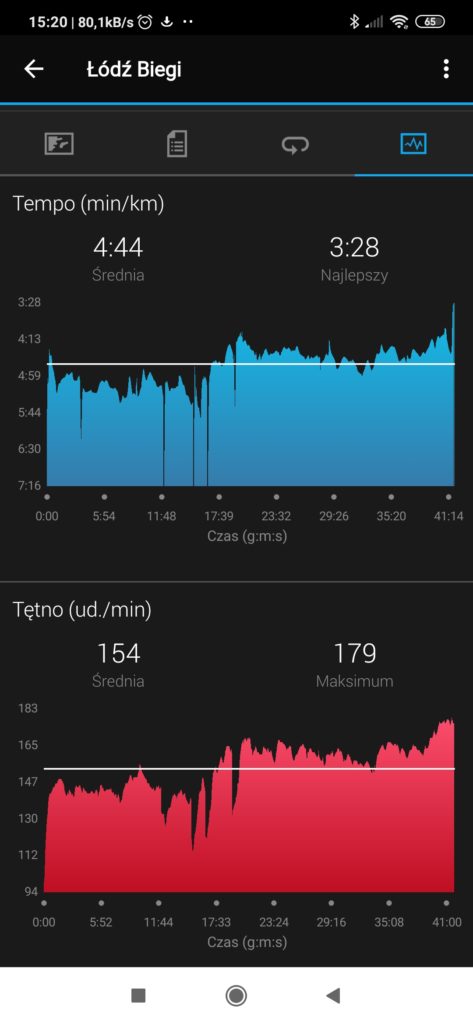 15:20 | 80,1kB/s ·· 65
Łódź Biegi
Tempo (min/km)
4:44 3:28
Średnia Najlepszy
3:28
4:13
4:59
5:44
6:30
7:16
0:00 5:54 11:48 17:39 23:32 29:26 35:20 41:14
Czas (g:m:s)
Tętno (ud./min)
154 179
Średnia Maksimum
183
165
147
130
112
94
0:00 5:52 11:44 17:33 23:24 29:16 35:08 41:00
Czas (g:m:s)